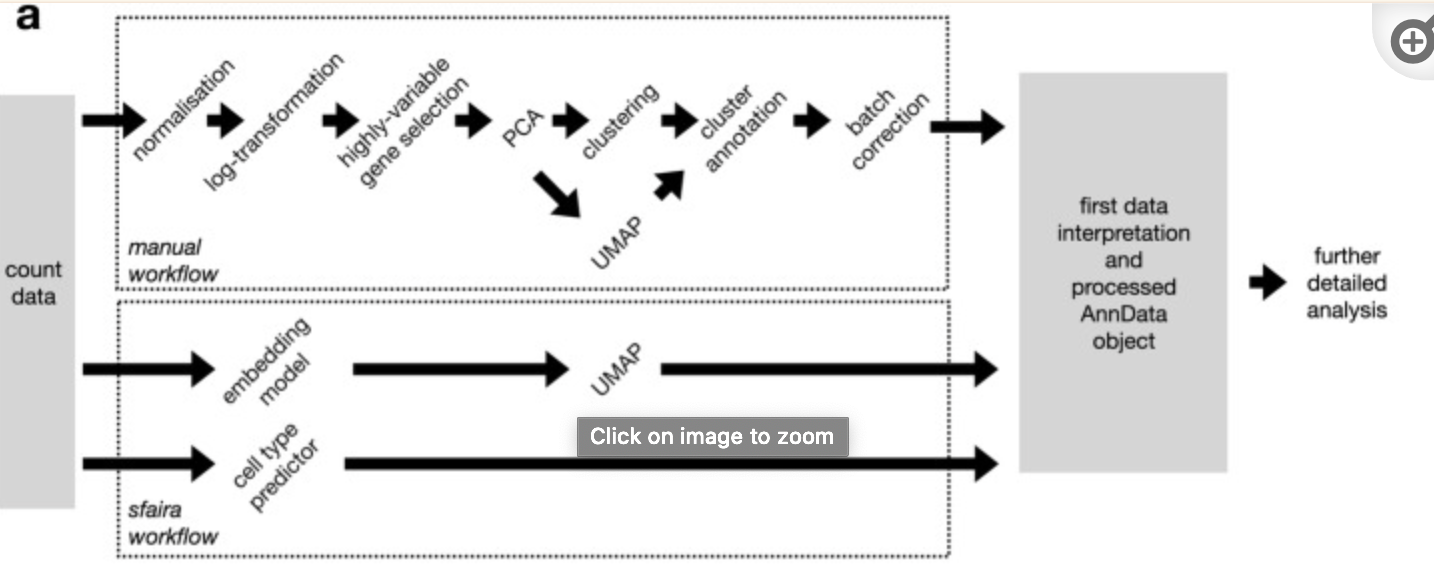 a
count
data
normalisation
log-transformation
highly-variable
gene selection
PCA
clustering
UMAP
cluster
annotation
batch
correction
manual
workflow
embedding
model
UMAP
cell type
predictor
Click on image to zoom
sfaira
workflow
first data
interpretation
and
processed
AnnData
object
further
detailed
analysis